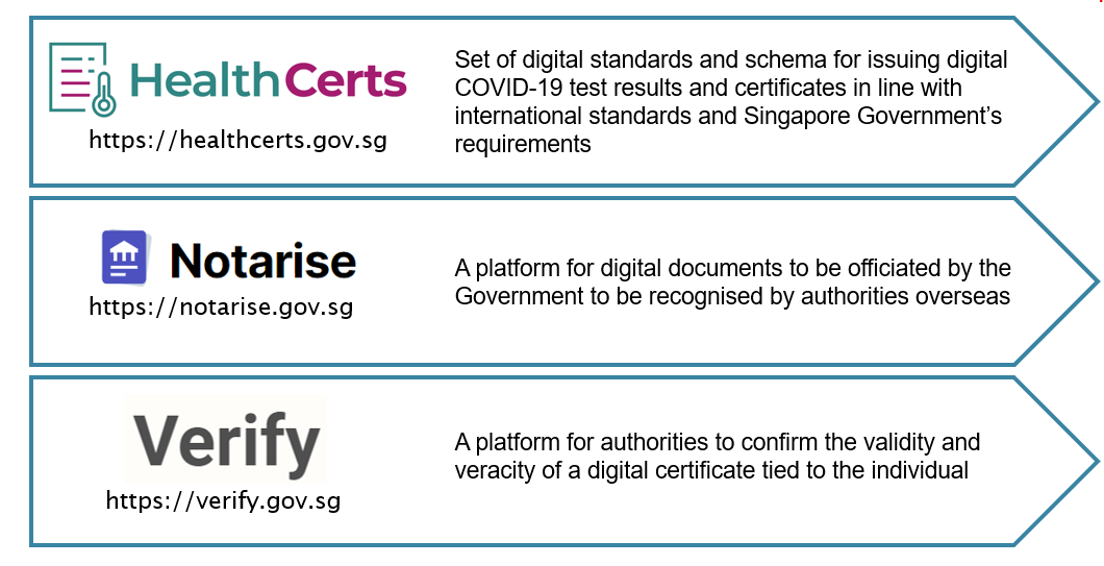 HealthCerts
https://healthcerts.gov.sg
Set of digital standards and schema for issuing digital
COVID-19 test results and certificates in line with
international standards and Singapore Government’s
requirements
Notarise
https://notarise.gov.sg
A platform for digital documents to be officiated by the
Government to be recognised by authorities overseas
Verify
https://verify.gov.sg
A platform for authorities to confirm the validity and
veracity of a digital certificate tied to the individual